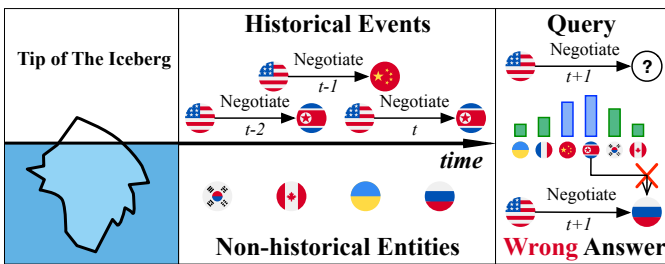 Tip of The Iceberg
Historical Events
Negotiate
t-1
Negotiate
t-2
Negotiate
t
time
Non-historical Entities
Query
Negotiate
t+1
?
Negotiate
t+1
Wrong Answer